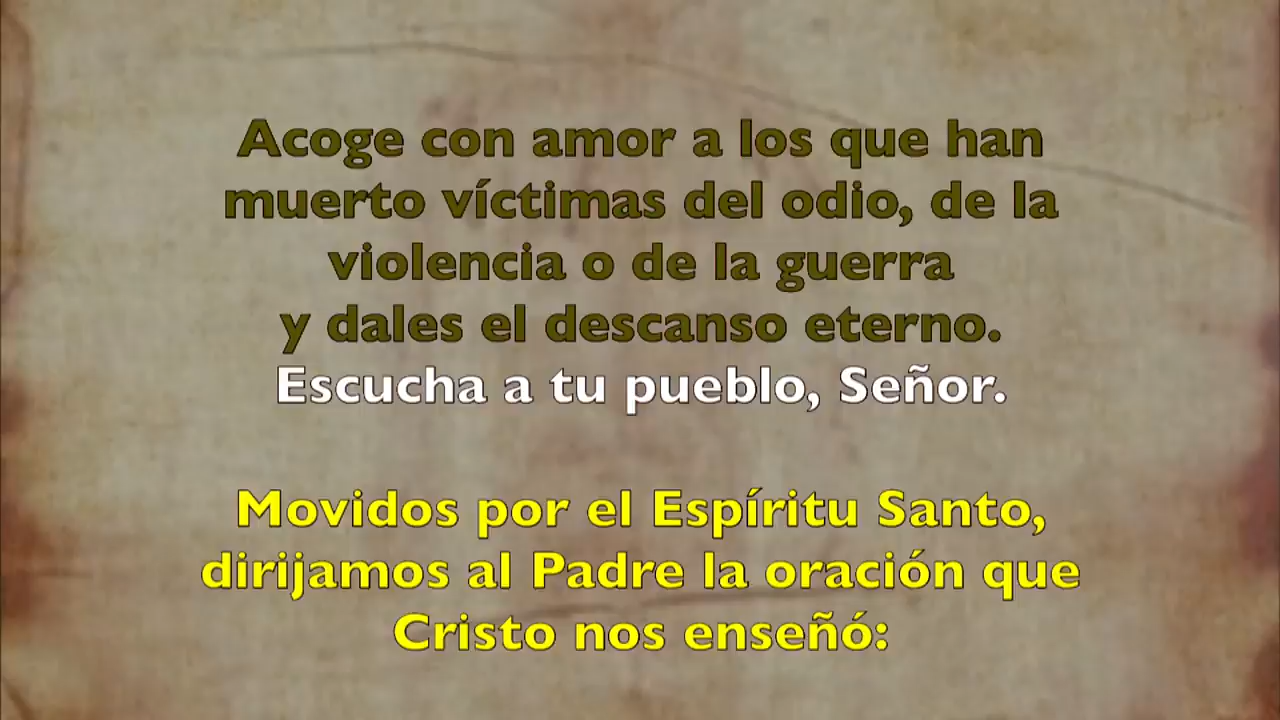 Acoge con amor a los que han
muerto víctimas del odio, de la
violencia o de la guerra
y dales el descanso eterno.
Escucha a tu pueblo, Señor.
Movidos por el Espíritu Santo,
dirijamos al Padre la oración que
Cristo nos enseñó: